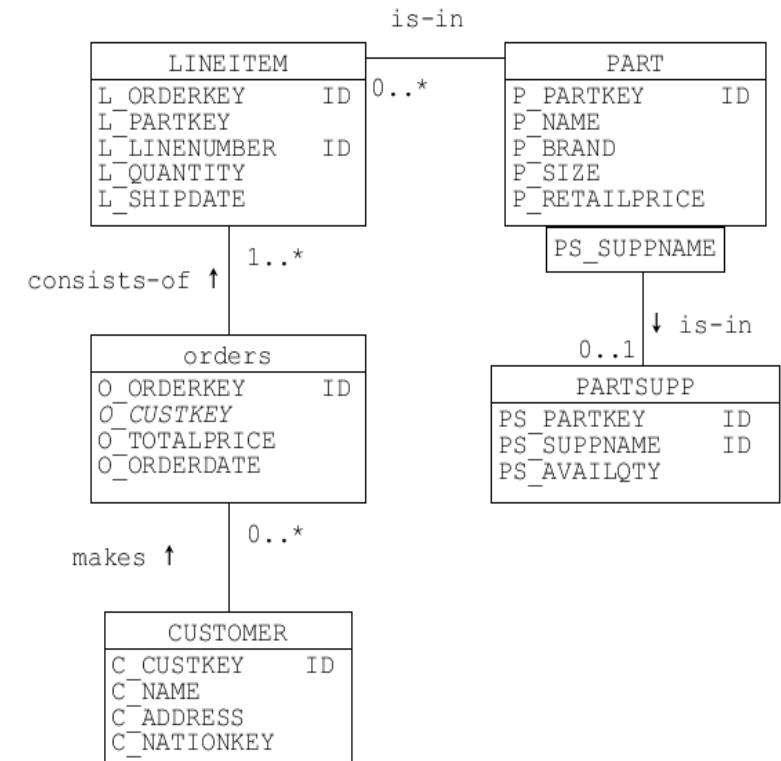 is-in
LINEITEM
L_ORDERKEY ID
L_PARTKEY
L_LINENUMBER ID
L_QUANTITY
L_SHIPDATE
0..*
PART
P_PARTKEY ID
P_NAME
P_BRAND
P_SIZE
P_RETAILPRICE
PS_SUPPNAME
1..*
consists-of ↑
↓ is-in
0..1
orders
O_ORDERKEY ID
O_CUSTKEY
O_TOTALPRICE
O_ORDERDATE
PARTSUPP
PS_PARTKEY ID
PS_SUPPNAME ID
PS_AVAILQTY
0..*
makes ↑
CUSTOMER
C_CUSTKEY ID
C_NAME
C_ADDRESS
C_NATIONKEY